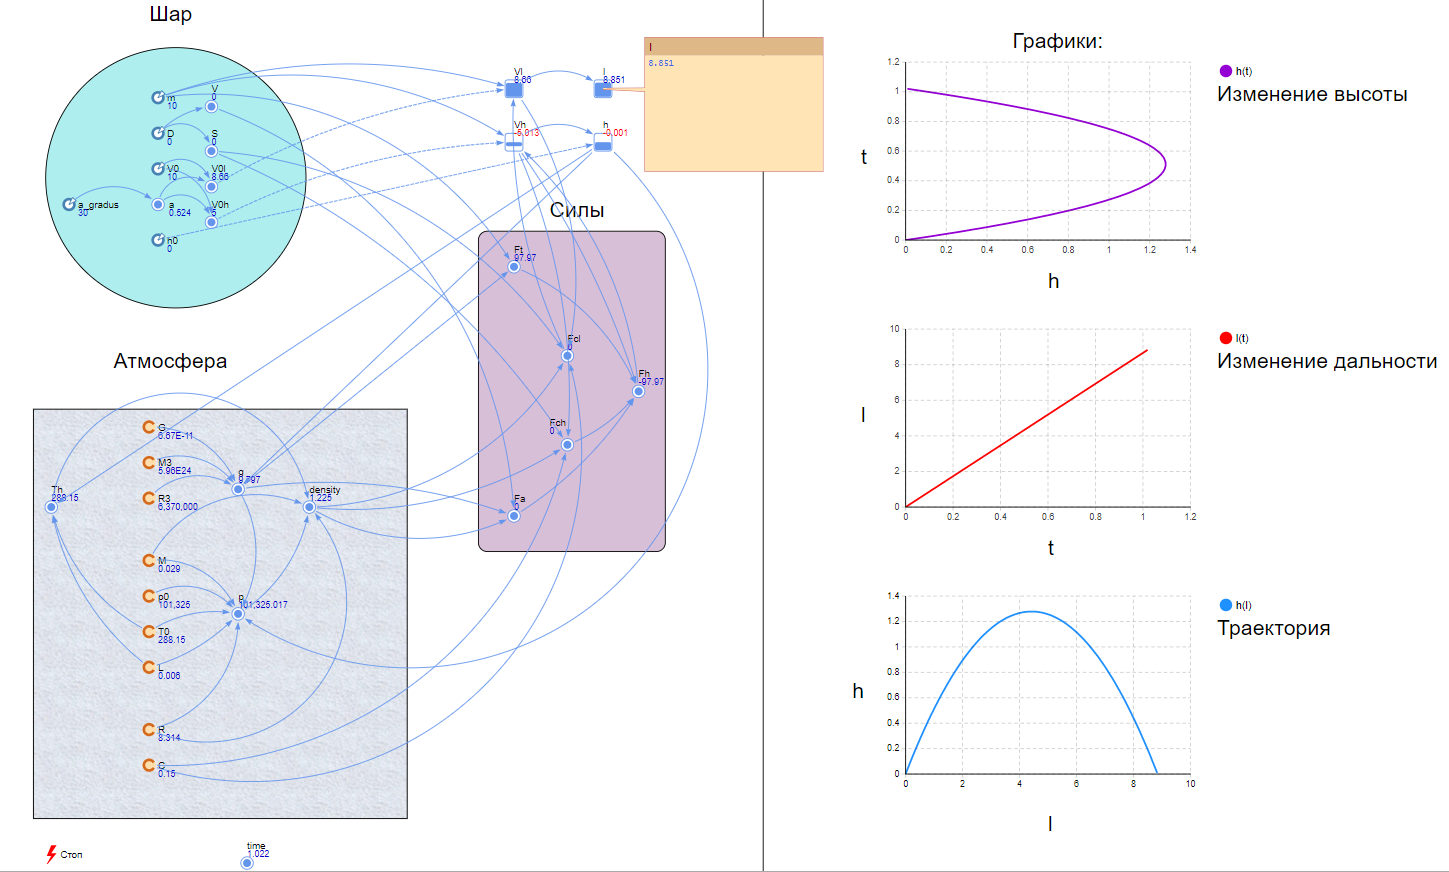 Шар
m
10
D
0
V0
10
a_gradus
30
a
0.524
h0
0
V
0
S
0
V0l
8.66
V0h
5
Vl
8.66
l
8.851
Vh
-5.013
h
-0.001
l
8.851
Силы
Ft
97.97
Fcl
0
Fh
-97.97
Fch
0
Fa
0
Атмосфера
G
6.67E-11
M3
5.96E24
R3
6,370,000
Th
288.15
g
9.797
density
1.225
M
0.029
p0
101,325
T0
288.15
L
0.006
p
101,325.017
R
8.314
C
0.15
Стоп
time
1.022
Графики:
1.2
1
0.8
0.6
0.4
0.2
0
0 0.2 0.4 0.6 0.8 1 1.2 1.4
t
h
h(t)
Изменение высоты
10
8
6
4
2
0
0 0.2 0.4 0.6 0.8 1 1.2
l
t
l(t)
Изменение дальности
1.4
1.2
1
0.8
0.6
0.4
0.2
0
0 2 4 6 8 10
h
l
h(l)
Траектория